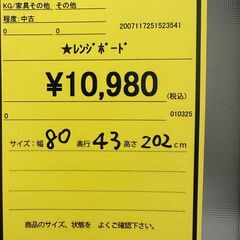 KG/家具その他 その他
程度:中古
2007117251523541
0
★レンジボード
¥10,980
(税込)
0
0
010325
サイズ:幅 80 奥行 43 高さ 202 cm
商品のサイズ、状態を よくご確認下さい。